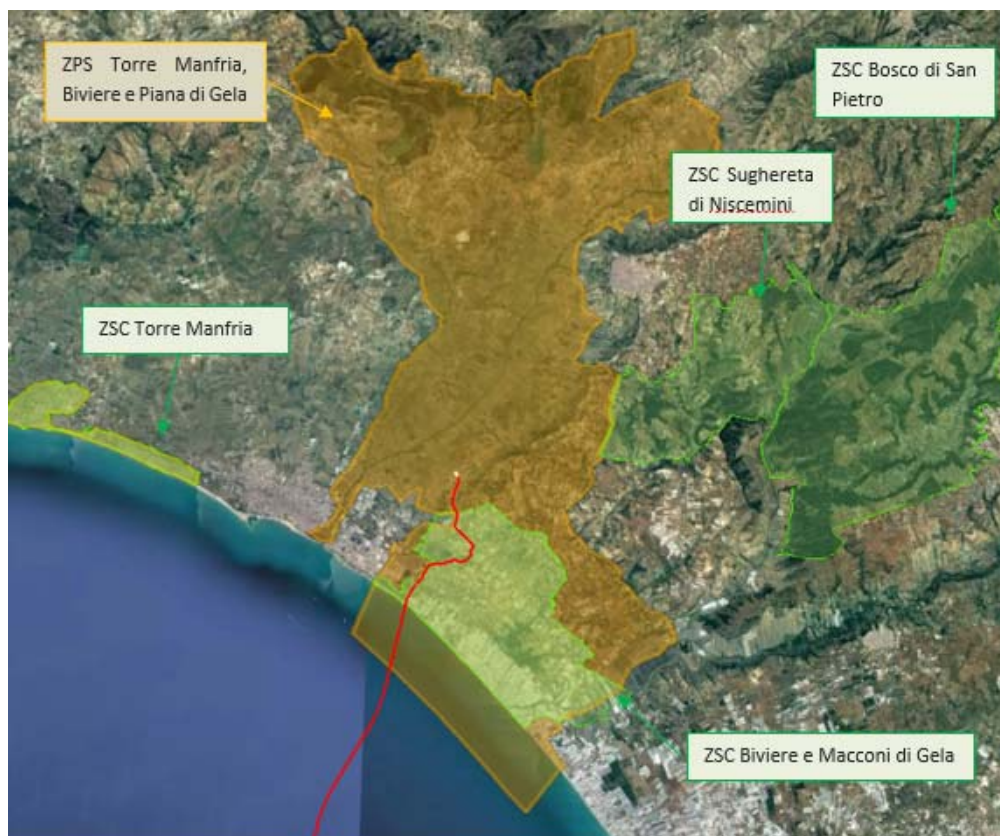 ZPS Torre Manfria,
Biviere e Piana di Gela
ZSC Bosco di San
Pietro
ZSC Sughereta
di Niscemini
ZSC Torre Manfria
ZSC Biviere e Macconi di Gela